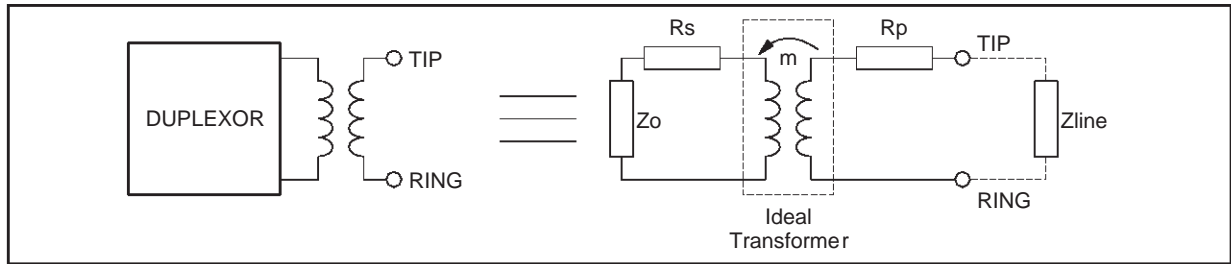 DUPLEXOR
TIP
RING
Rs
Zo
m
Rp
TIP
Zline
RING
Ideal
Transformer